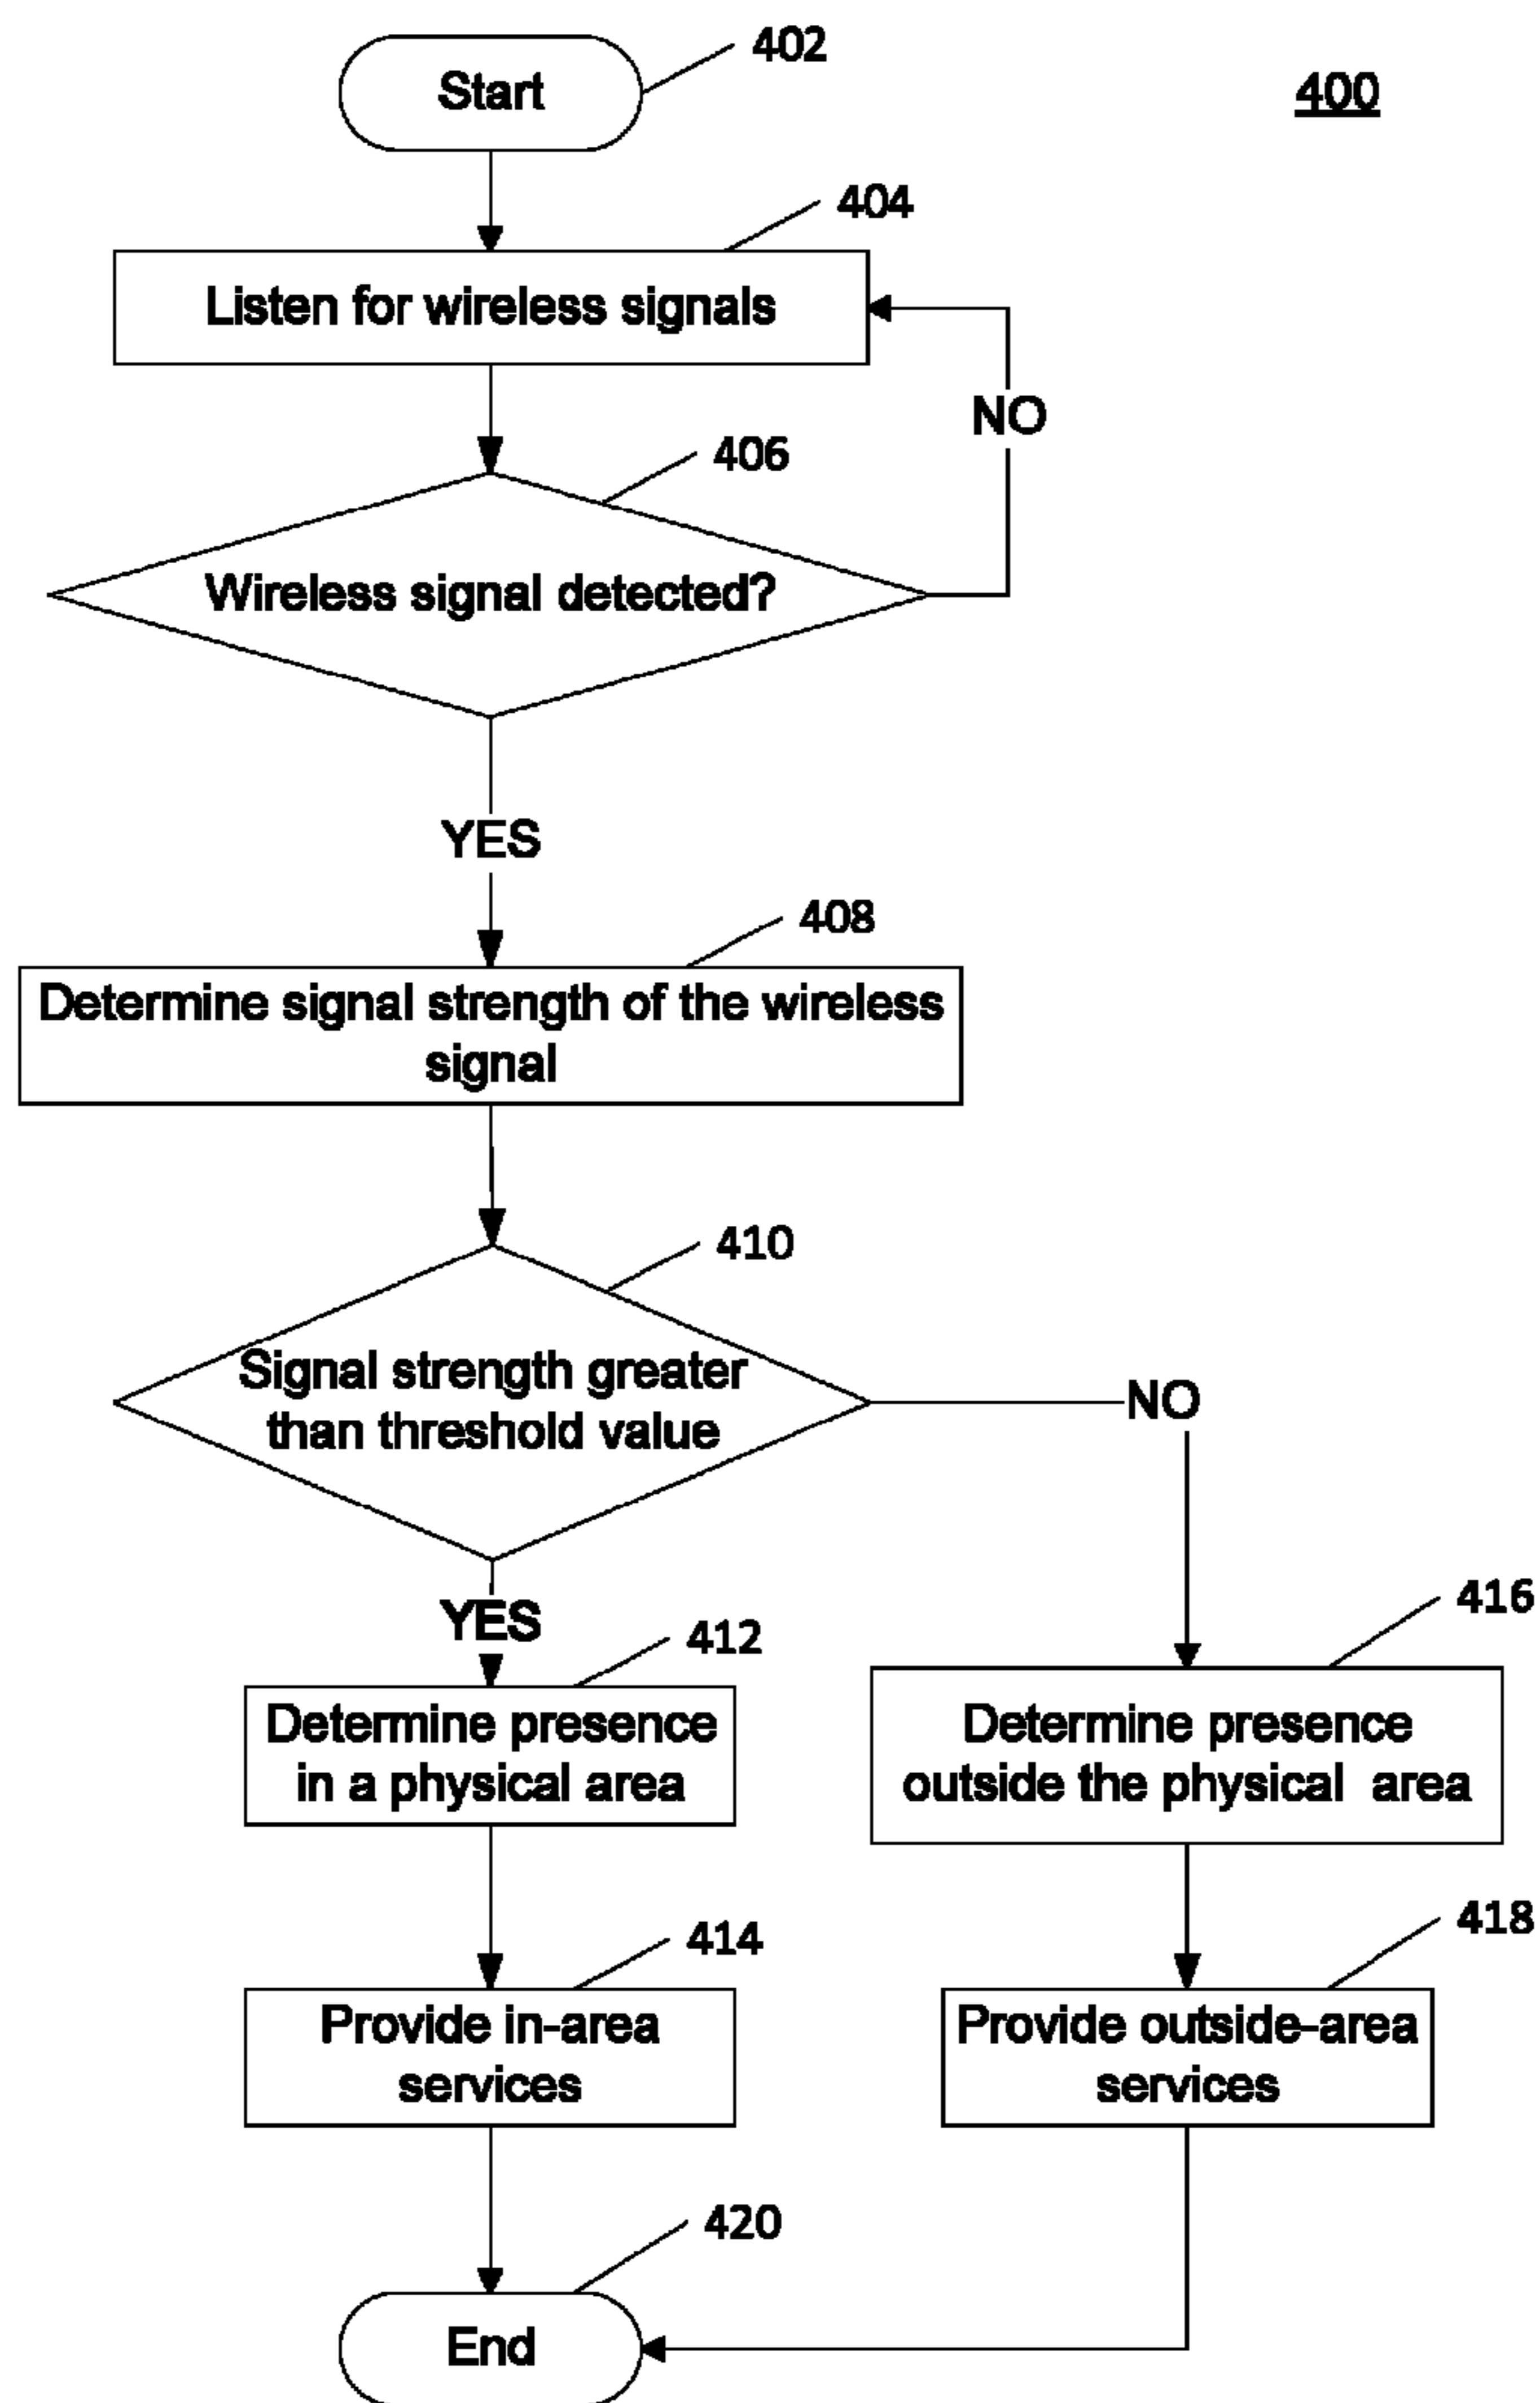 402
Start
400
404
Listen for wireless signals
NO
406
Wireless signal detected?
YES
408
Determine signal strength of the wireless
signal
410
Signal strength greater
than threshold value
NO
YES
412
Determine presence
in a physical area
416
Determine presence
outside the physical area
414
Provide in-area
services
418
Provide outside-area
services
420
End